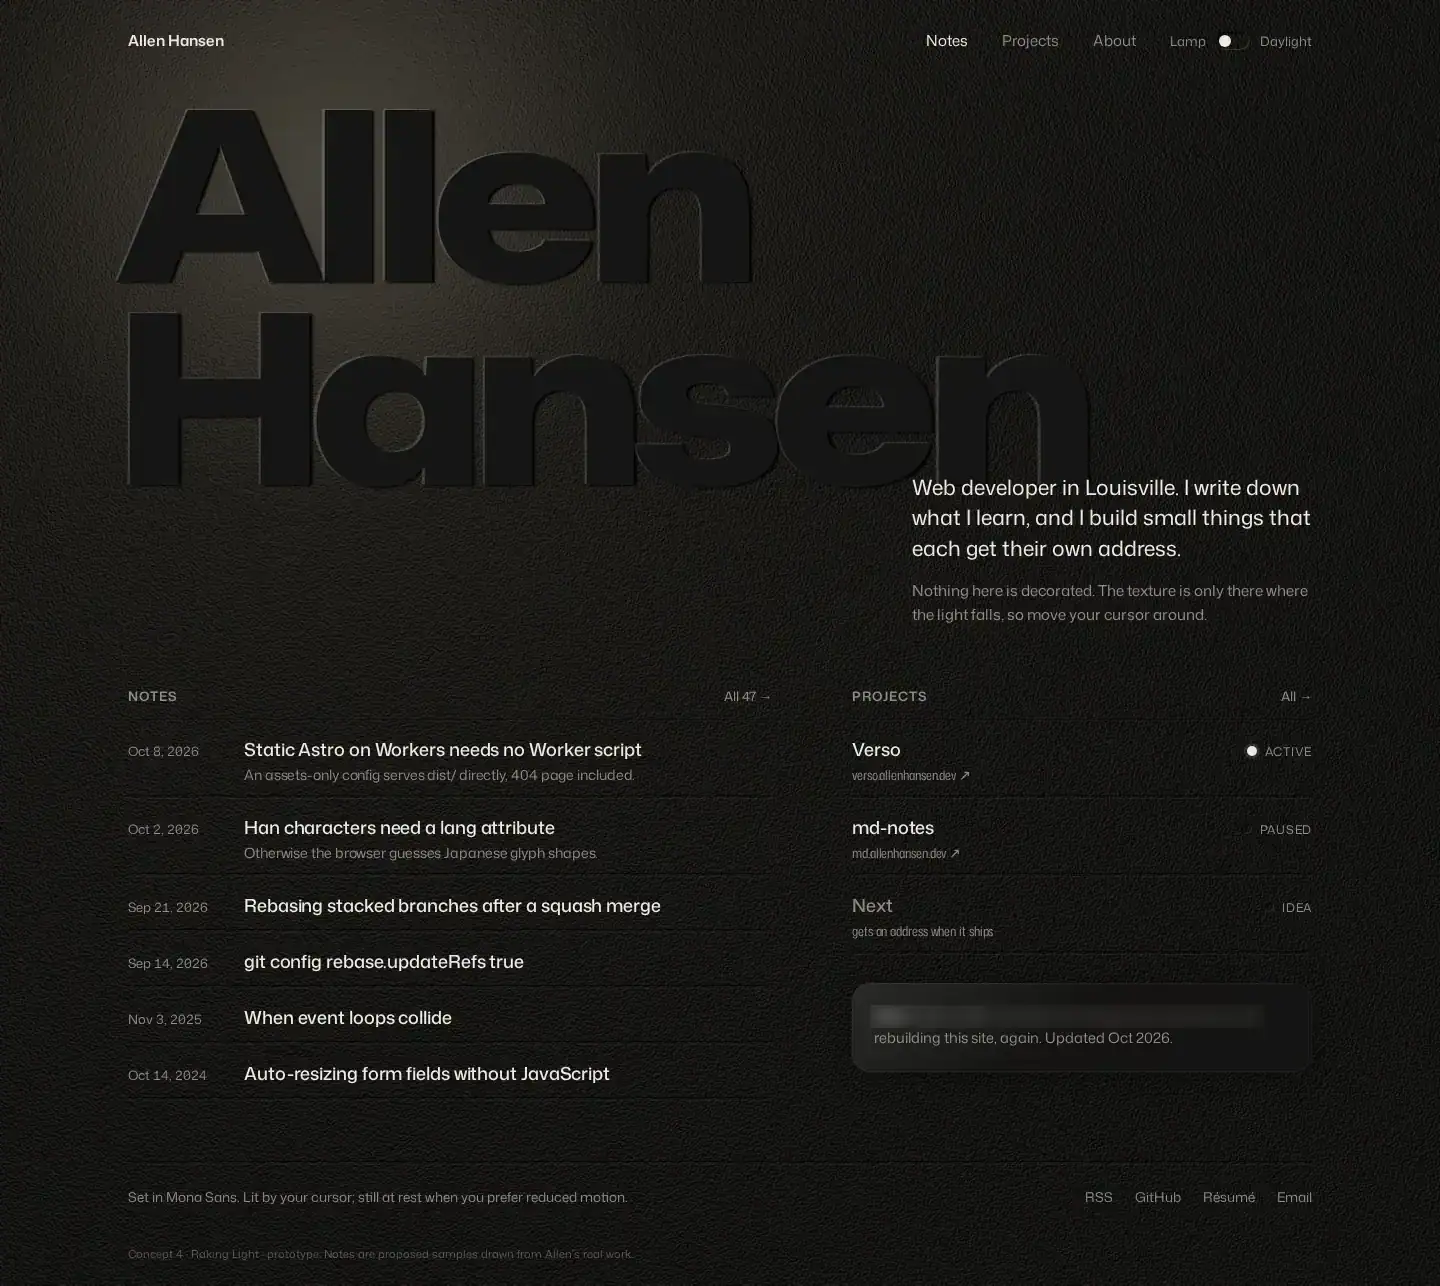 Allen Hansen
Notes Projects About Lamp Daylight
Allen
Hansen
Web developer in Louisville. I write down
what I learn, and I build small things that
each get their own address.
Nothing here is decorated. The texture is only there where
the light falls, so move your cursor around.
NOTES All 47 →
Oct 8, 2026 Static Astro on Workers needs no Worker script
An assets-only config serves dist/ directly, 404 page included.
Oct 2, 2026 Han characters need a lang attribute
Otherwise the browser guesses Japanese glyph shapes.
Sep 21, 2026 Rebasing stacked branches after a squash merge
Sep 14, 2026 git config rebase.updateRefs true
Nov 3, 2025 When event loops collide
Oct 14, 2024 Auto-resizing form fields without JavaScript
PROJECTS All →
Verso ACTIVE
verso.allenhansen.dev ↗
md-notes PAUSED
md.allenhansen.dev ↗
Next IDEA
gets an address when it ships
rebuilding this site, again. Updated Oct 2026.
Set in Mona Sans. Lit by your cursor; still at rest when you prefer reduced motion.
RSS GitHub Résumé Email
Concept 4 · Raking Light · prototype. Notes are proposed samples drawn from Allen's real work.